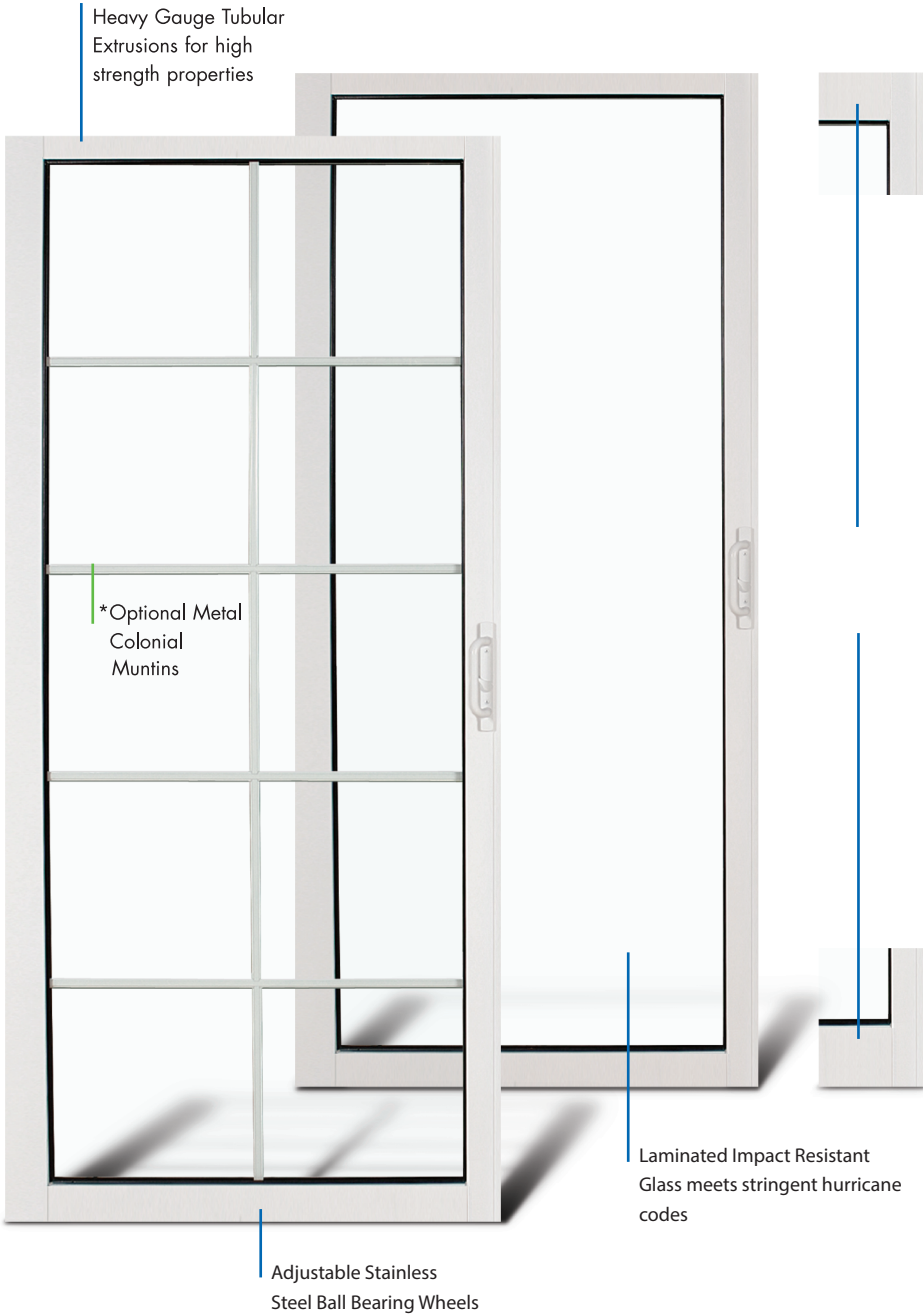 Heavy Gauge Tubular
Extrusions for high
strength properties
*Optional Metal
Colonial
Muntins
Laminated Impact Resistant
Glass meets stringent hurricane
codes
Adjustable Stainless
Steel Ball Bearing Wheels